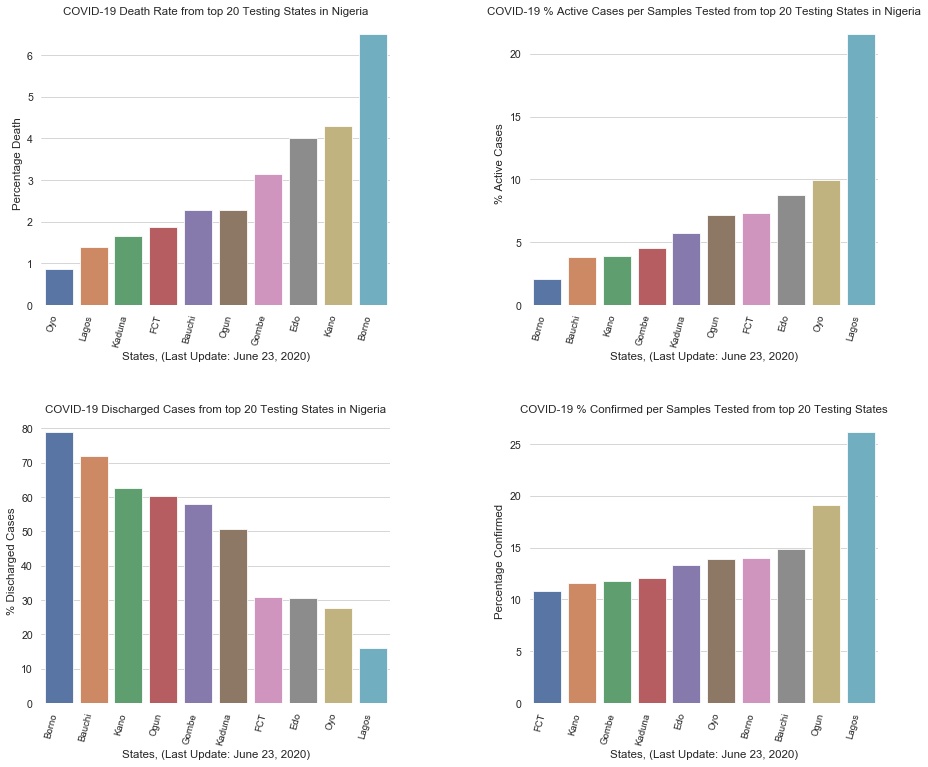 COVID-19 Death Rate from top 20 Testing States in Nigeria
Percentage Death
6
5
4
3
2
1
0
Oyo
Lagos
Kaduna
FCT
Bauchi
Ogun
Gombe
Edo
Kano
Borno
States, (Last Update: June 23, 2020)
COVID-19 % Active Cases per Samples Tested from top 20 Testing States in Nigeria
% Active Cases
20
15
10
5
0
Borno
Bauchi
Kano
Gombe
Kaduna
Ogun
FCT
Edo
Oyo
Lagos
States, (Last Update: June 23, 2020)
COVID-19 Discharged Cases from top 20 Testing States in Nigeria
% Discharged Cases
80
70
60
50
40
30
20
10
0
Borno
Bauchi
Kano
Ogun
Gombe
Kaduna
FCT
Edo
Oyo
Lagos
States, (Last Update: June 23, 2020)
COVID-19 % Confirmed per Samples Tested from top 20 Testing States
Percentage Confirmed
25
20
15
10
5
0
FCT
Kano
Gombe
Kaduna
Edo
Oyo
Borno
Bauchi
Ogun
Lagos
States, (Last Update: June 23, 2020)